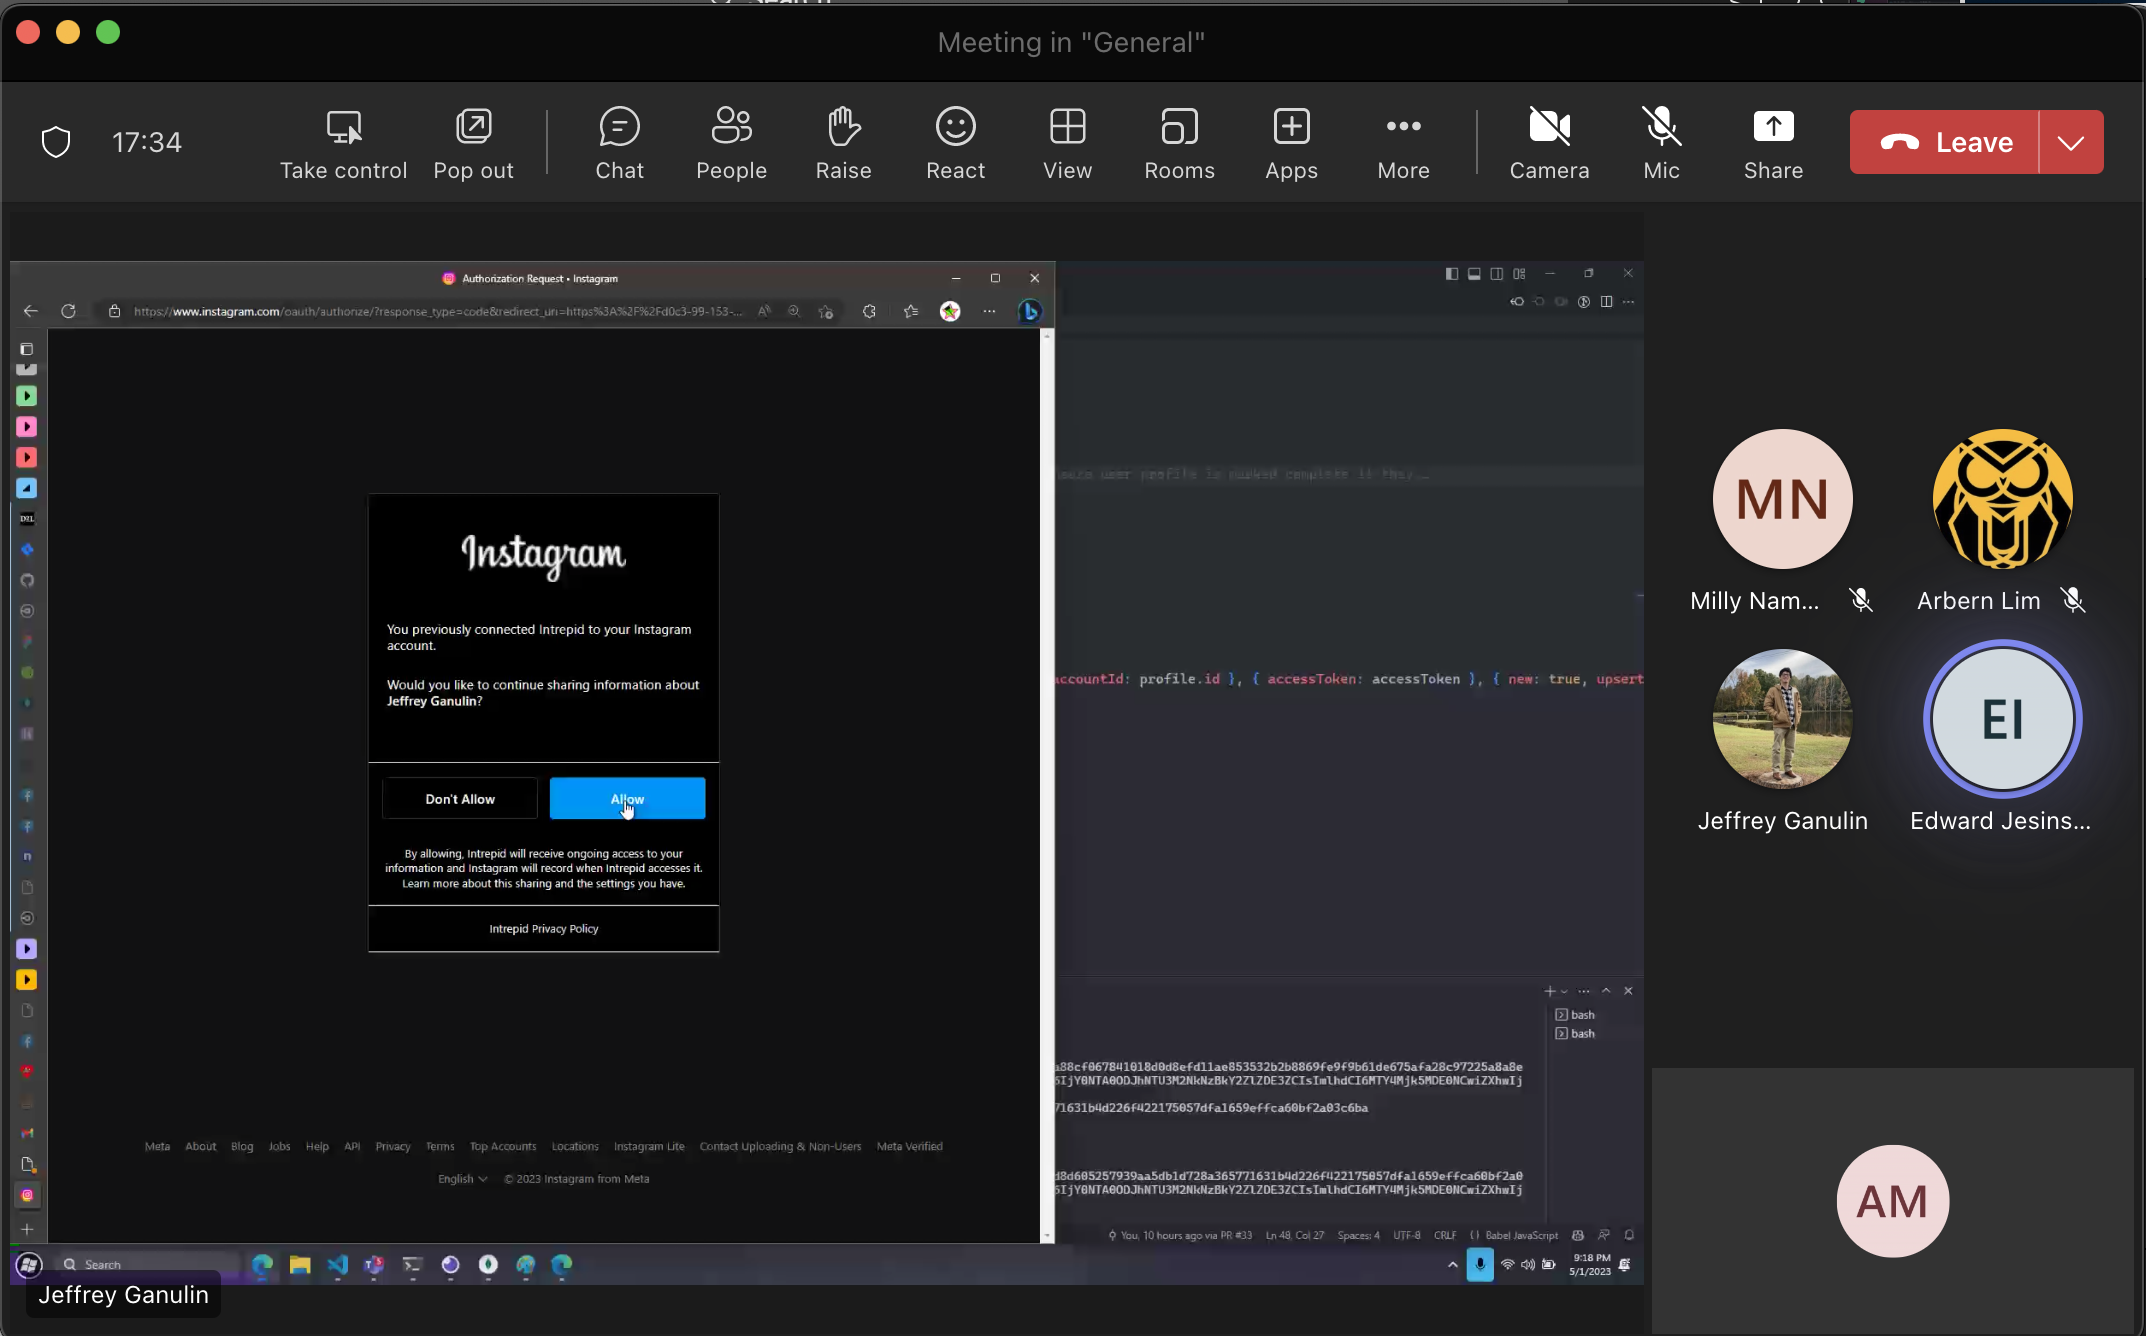 Meeting in "General"
17:34
Take control
Pop out
Chat
People
Raise
React
View
Rooms
Apps
More
Camera
Mic
Share
Leave
Authorization Request • Instagram
https://www.instagram.com/oauth/authorize/?response_type=code&redirect_uri=https%3A%2F%2Fd0c3-99-153-...
Instagram
You previously connected Intrepid to your Instagram
account.
Would you like to continue sharing information about
Jeffrey Ganulin?
Don't Allow
Allow
By allowing, Intrepid will receive ongoing access to your
information and Instagram will record when Intrepid accesses it.
Learn more about this sharing and the settings you have.
Intrepid Privacy Policy
Meta About Blog Jobs Help API Privacy Terms Top Accounts Locations Instagram Lite Contact Uploading & Non-Users Meta Verified
English © 2023 Instagram from Meta
user profile is marked complete if they
accountId: profile.id }, { accessToken: accessToken }, { new: true, upsert
bash
bash
You, 10 hours ago via PR #33 Ln 48, Col 27 Spaces: 4 UTF-8 CRLF Babel JavaScript
Search
9:18 PM
5/1/2023
Jeffrey Ganulin
MN
Milly Nam...
Arbern Lim
Jeffrey Ganulin
EI
Edward Jesins...
AM